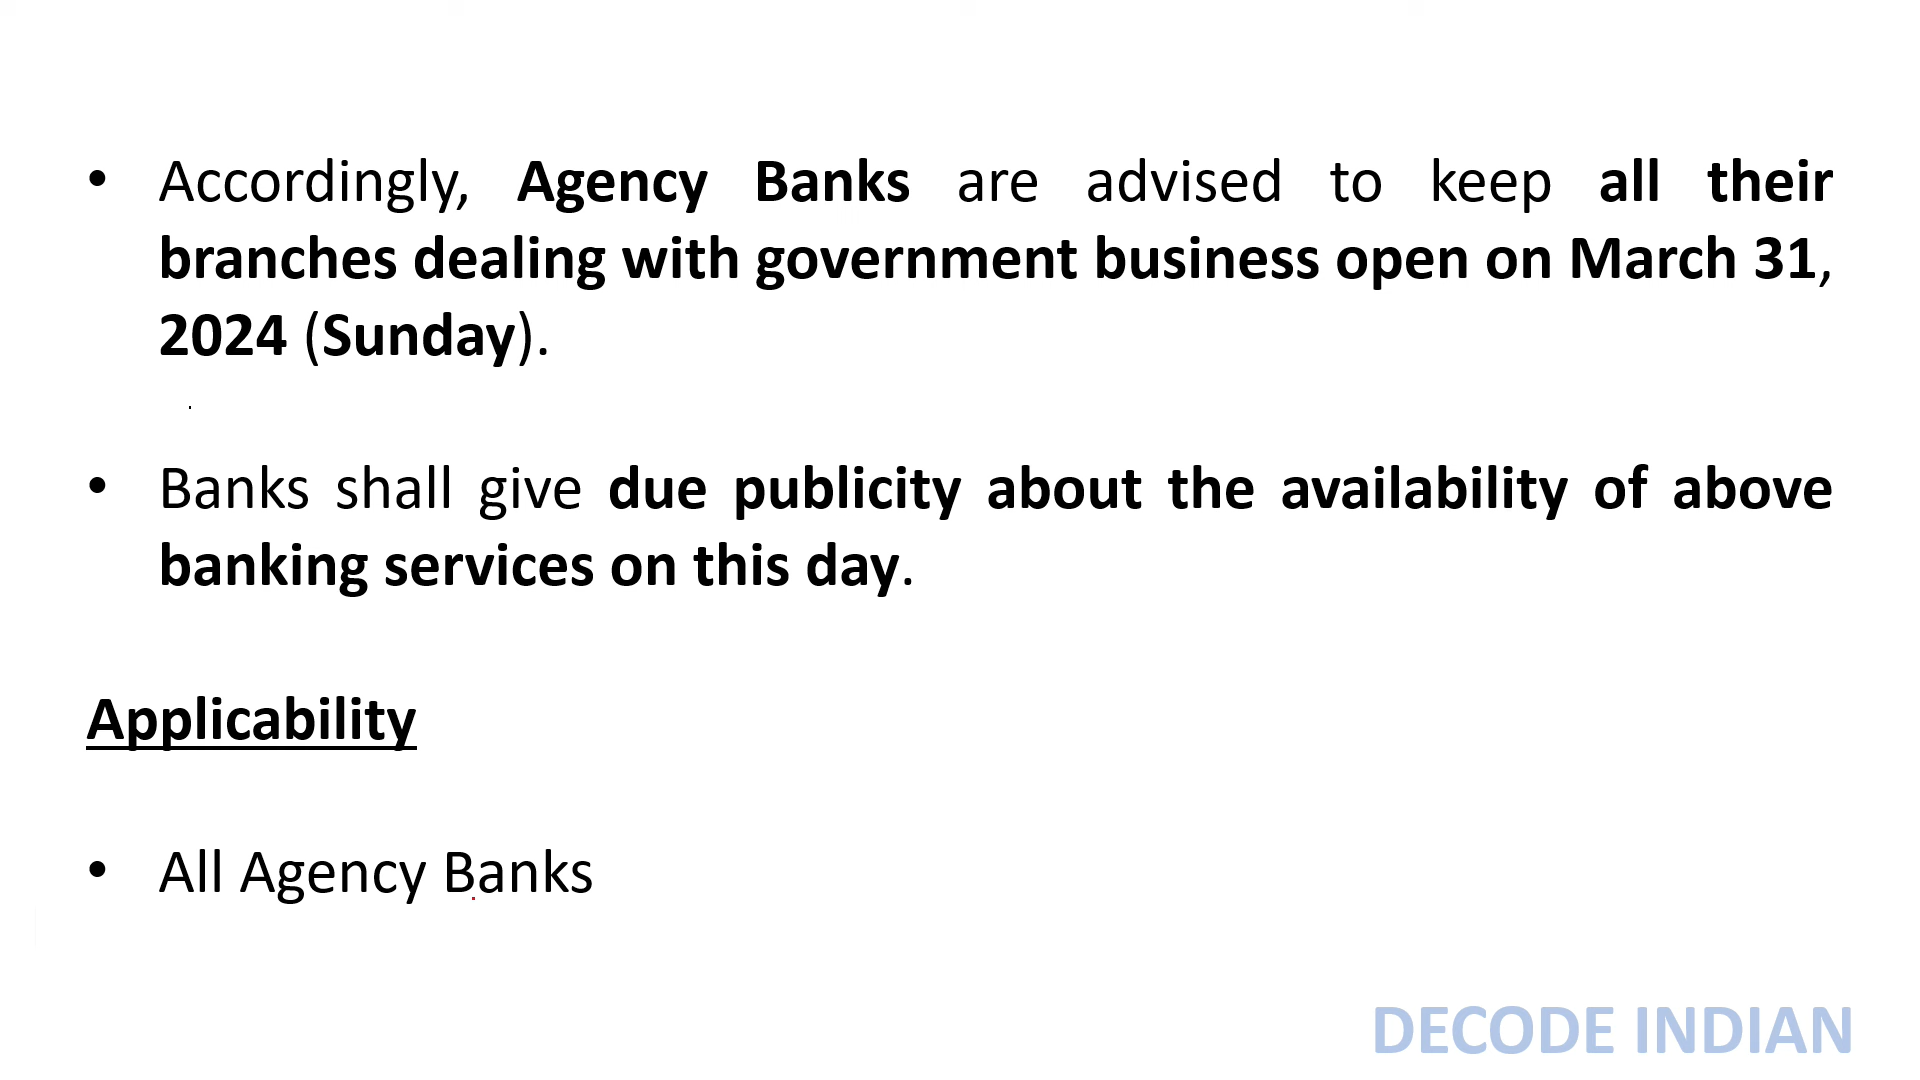 • Accordingly, Agency Banks are advised to keep all their
branches dealing with government business open on March 31,
2024 (Sunday).
• Banks shall give due publicity about the availability of above
banking services on this day.
Applicability
• All Agency Banks
DECODE INDIAN